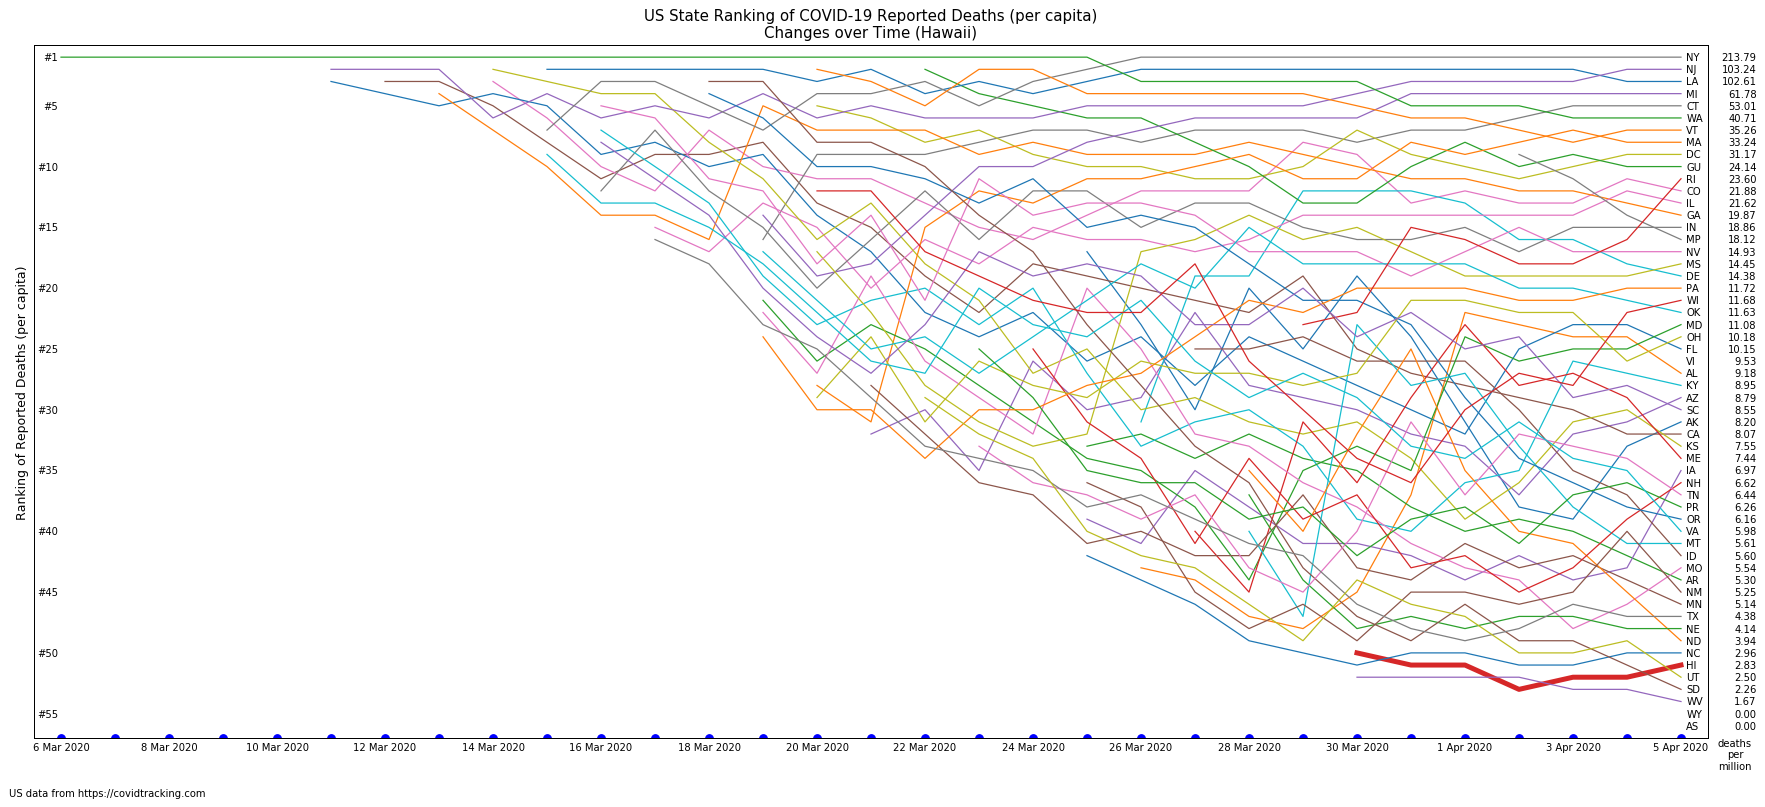 US State Ranking of COVID-19 Reported Deaths (per capita)
Changes over Time (Hawaii)
Ranking of Reported Deaths (per capita)
#1
#5
#10
#15
#20
#25
#30
#35
#40
#45
#50
#55
NY 213.79
NJ 103.24
LA 102.61
MI 61.78
CT 53.01
WA 40.71
VT 35.26
MA 33.24
DC 31.17
GU 24.14
RI 23.60
CO 21.88
IL 21.62
GA 19.87
IN 18.86
MP 18.12
NV 14.93
MS 14.45
DE 14.38
PA 11.72
WI 11.68
OK 11.63
MD 11.08
OH 10.18
FL 10.15
VI 9.53
AL 9.18
KY 8.95
AZ 8.79
SC 8.55
AK 8.20
CA 8.07
KS 7.55
ME 7.44
IA 6.97
NH 6.62
TN 6.44
PR 6.26
OR 6.16
VA 5.98
MT 5.61
ID 5.60
MO 5.54
AR 5.30
NM 5.25
MN 5.14
TX 4.38
NE 4.14
ND 3.94
NC 2.96
HI 2.83
UT 2.50
SD 2.26
WV 1.67
WY 0.00
AS 0.00
6 Mar 2020 8 Mar 2020 10 Mar 2020 12 Mar 2020 14 Mar 2020 16 Mar 2020 18 Mar 2020 20 Mar 2020 22 Mar 2020 24 Mar 2020 26 Mar 2020 28 Mar 2020 30 Mar 2020 1 Apr 2020 3 Apr 2020 5 Apr 2020
deaths
per
million
US data from https://covidtracking.com